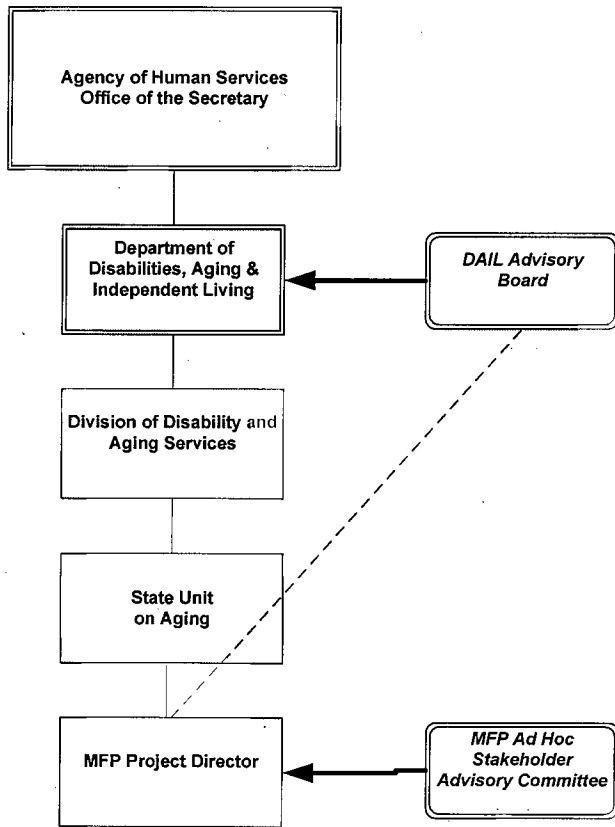 Agency of Human Services
Office of the Secretary
Department of
Disabilities, Aging &
Independent Living
DAIL Advisory
Board
Division of Disability and
Aging Services
State Unit
on Aging
MFP Project Director
MFP Ad Hoc
Stakeholder
Advisory Committee